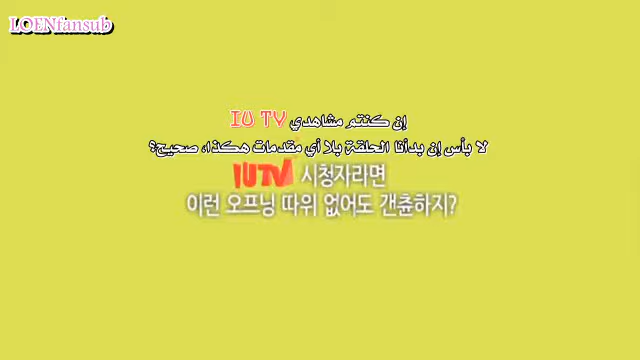 LOENfansub
إن كنتم مشاهدي IU TV
لا بأس إن بدأنا الحلقة بلا أي مقدمات هكذا، صحيح؟
IUTV 시청자라면
이런 오프닝 따위 없어도 갠츈하지?